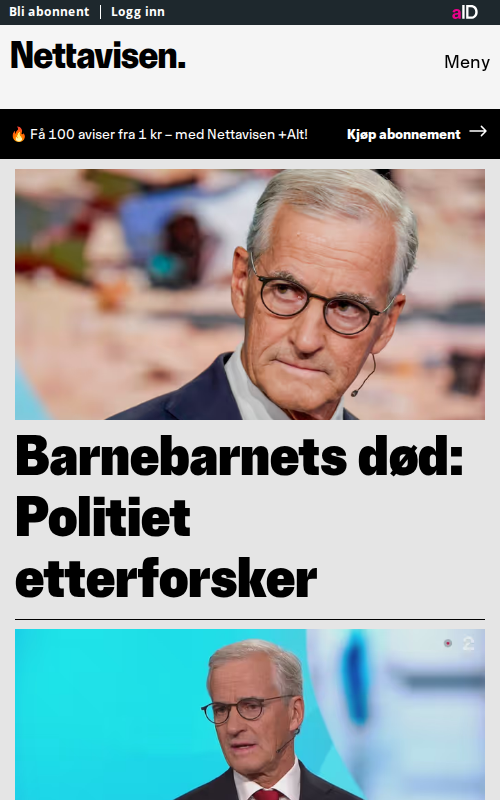 Bli abonnent | Logg inn
aID
Nettavisen.
Meny
🔥 Få 100 aviser fra 1 kr – med Nettavisen +Alt!
Kjøp abonnement →
Barnebarnets død:
Politiet
etterforsker
2